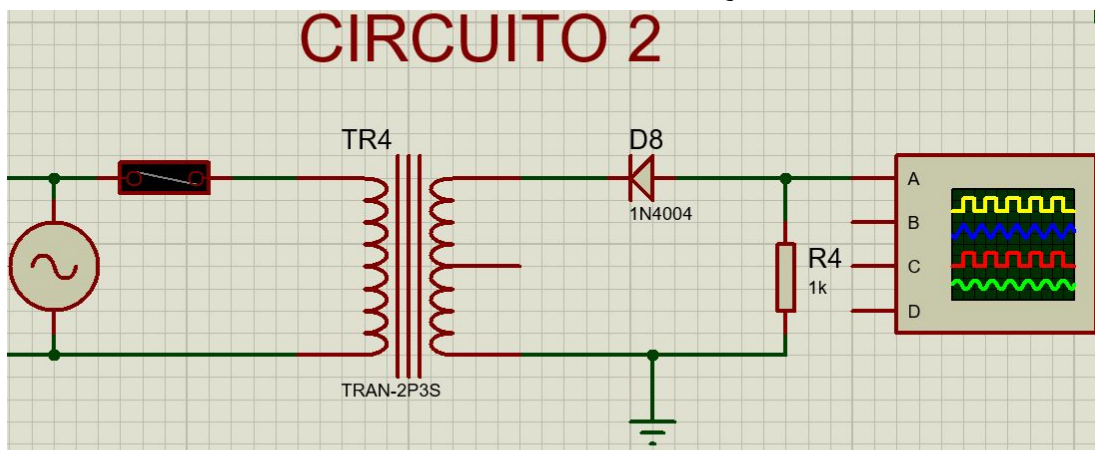 CIRCUITO 2
TR4
D8
1N4004
TRAN-2P3S
R4
1k
A
B
C
D